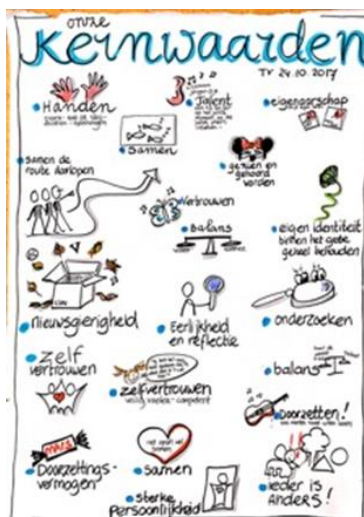 onze
Kernwaarden
TV 24.10.2017
Handen
Talent
eigenaarschap
samen
samen de
route doorlopen
gezien en
gehoord
worden
Vertrouwen
balans
eigen identiteit
binnen het grote
geheel behouden
nieuwsgierigheid
Eerlijkheid
en reflectie
onderzoeken
zelf
vertrouwen
zelfvertrouwen
balans
Doorzetten!
MARS
Doorzettings-
vermogen
samen
sterke
Persoonlijkheid
ieder is
Anders!